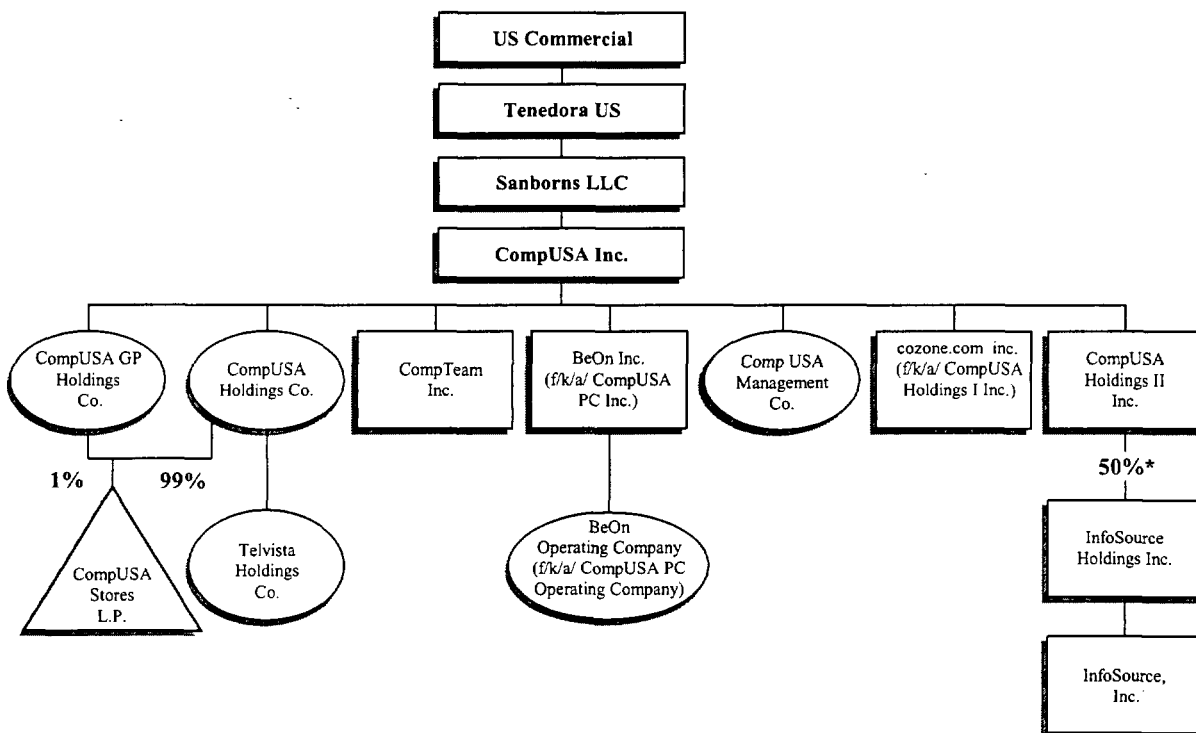 US Commercial
Tenedora US
Sanborns LLC
CompUSA Inc.
CompUSA GP
Holdings
Co.
CompUSA
Holdings Co.
CompTeam
Inc.
BeOn Inc.
(f/k/a/ CompUSA
PC Inc.)
Comp USA
Management
Co.
cozone.com inc.
(f/k/a/ CompUSA
Holdings I Inc.)
CompUSA
Holdings II
Inc.
1%
99%
50%*
CompUSA
Stores
L.P.
Telvista
Holdings
Co.
BeOn
Operating Company
(f/k/a/ CompUSA PC
Operating Company)
InfoSource
Holdings Inc.
InfoSource,
Inc.